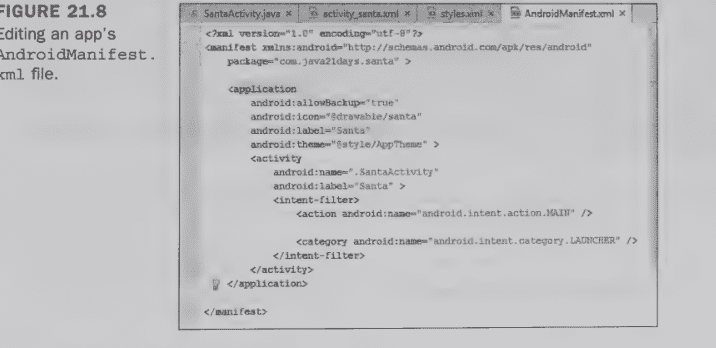 FIGURE 21.8
Editing an app's
AndroidManifest.
xml file.
SantaActivity.java × activity_santa.xml × styles.xml × AndroidManifest.xml ×
<?xml version="1.0" encoding="utf-8"?>
<manifest xmlns:android="http://schemas.android.com/apk/res/android"
package="com.java21days.santa" >
<application
android:allowBackup="true"
android:icon="@drawable/santa"
android:label="Santa"
android:theme="@style/AppTheme" >
<activity
android:name=".SantaActivity"
android:label="Santa" >
<intent-filter>
<action android:name="android.intent.action.MAIN" />
<category android:name="android.intent.category.LAUNCHER" />
</intent-filter>
</activity>
</application>
</manifest>